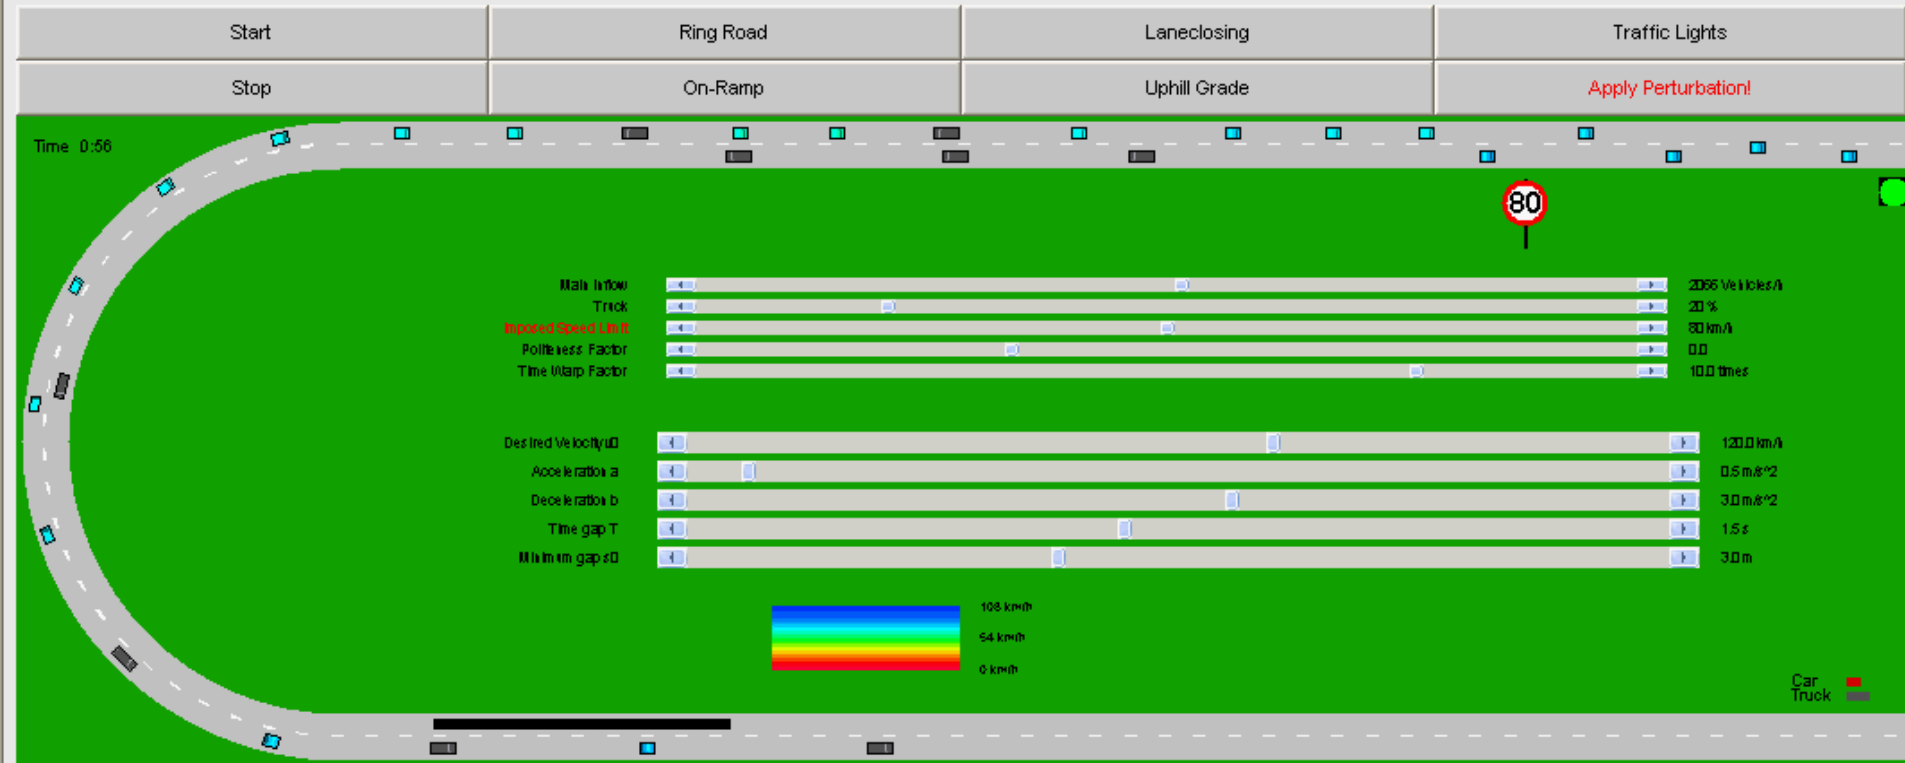 Start Ring Road Laneclosing Traffic Lights
Stop On-Ramp Uphill Grade Apply Perturbation!
Time 0:56
80
Main Inflow 2066 Vehicles/h
Truck 20 %
Imposed Speed Limit 80 km/h
Politeness Factor 0.0
Time Warp Factor 10.0 times
Desired Velocity v0 120.0 km/h
Acceleration a 0.5 m/s^2
Deceleration b 3.0 m/s^2
Time gap T 1.5 s
Minimum gap s0 3.0 m
108 km/h
54 km/h
0 km/h
Car
Truck